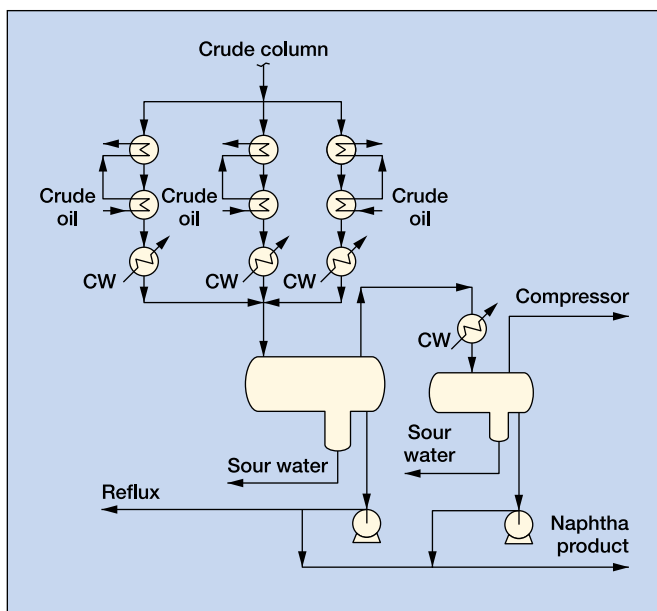 Crude column
Crude
oil
Crude
oil
Crude
oil
CW
CW
CW
Compressor
CW
Sour water
Sour
water
Reflux
Naphtha
product